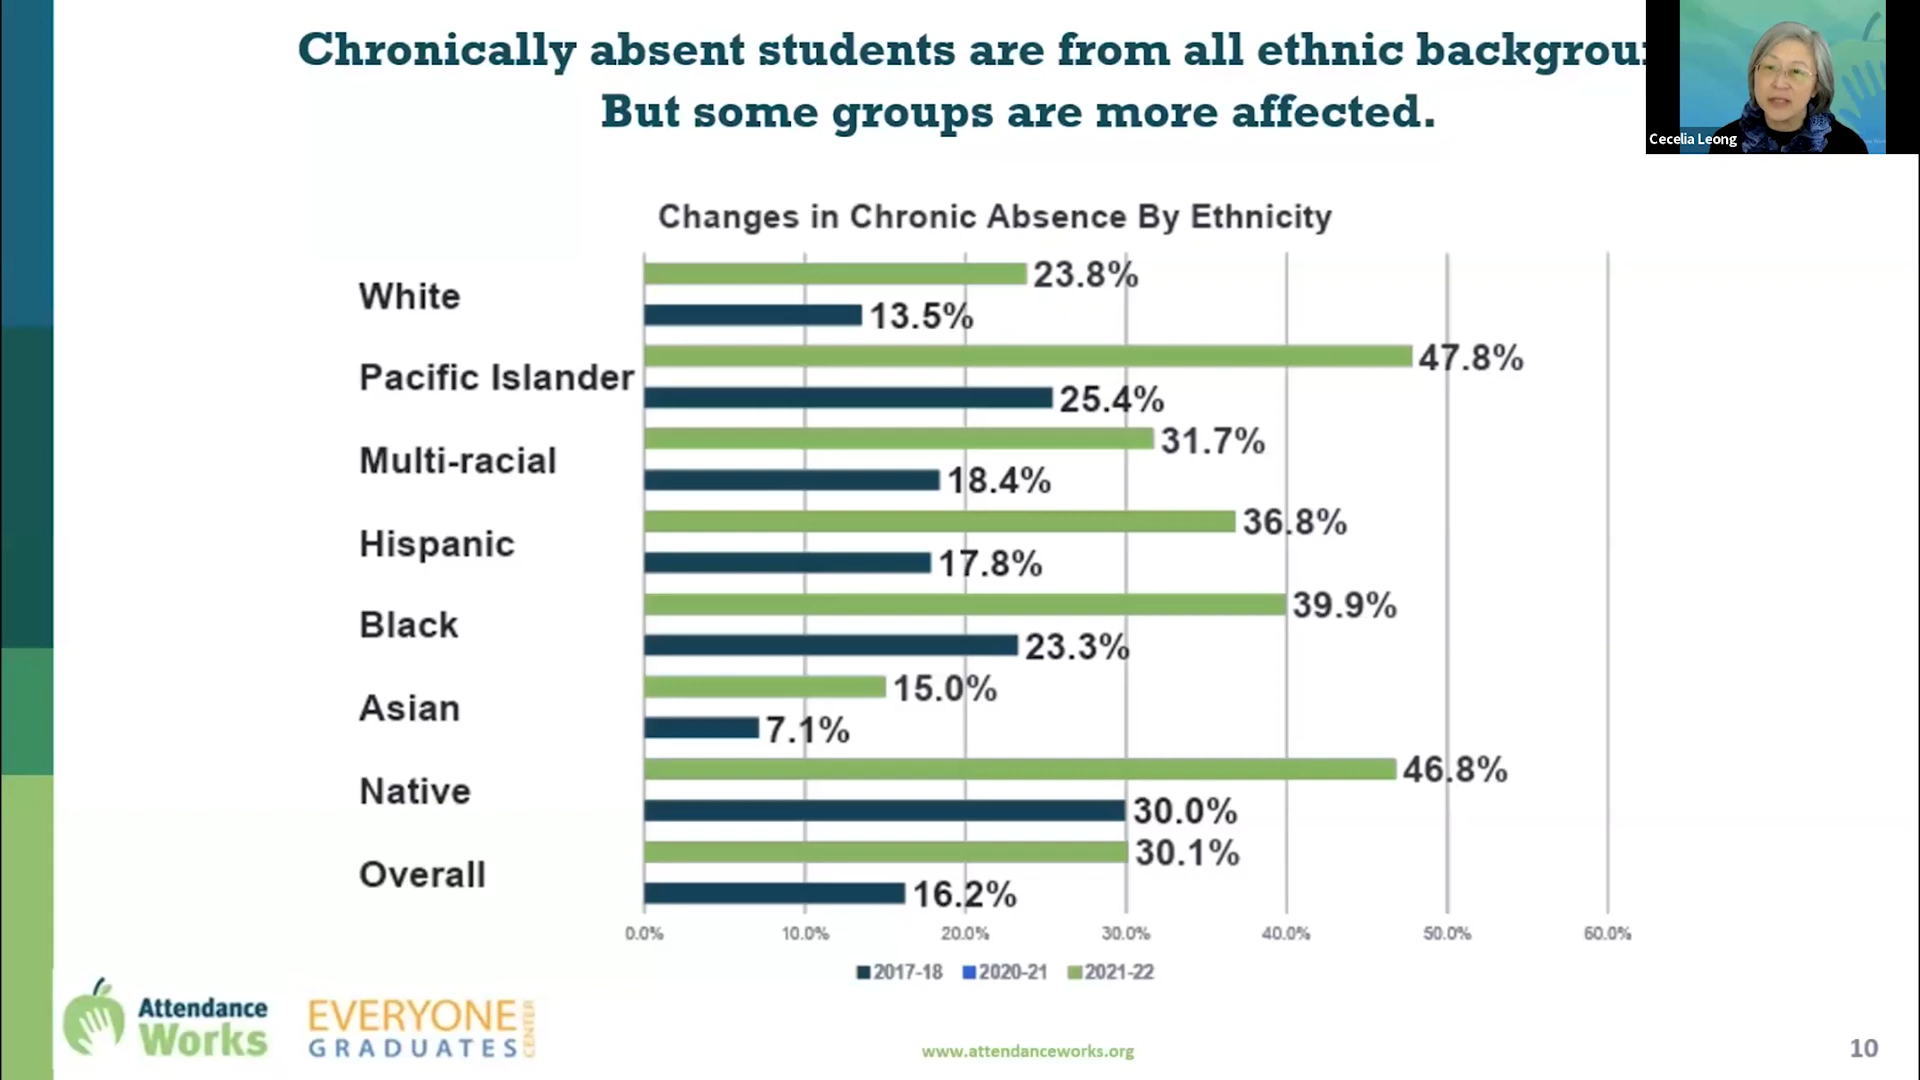 Chronically absent students are from all ethnic
But some groups are more affected.
Cecelia Leong
Changes in Chronic Absence By Ethnicity
White
23.8%
13.5%
Pacific Islander
47.8%
25.4%
Multi-racial
31.7%
18.4%
Hispanic
36.8%
17.8%
Black
39.9%
23.3%
Asian
15.0%
7.1%
Native
46.8%
30.0%
Overall
30.1%
16.2%
0.0% 10.0% 20.0% 30.0% 40.0% 50.0% 60.0%
2017-18 2020-21 2021-22
Attendance
Works
EVERYONE
GRADUATES
CENTER
www.attendanceworks.org
10